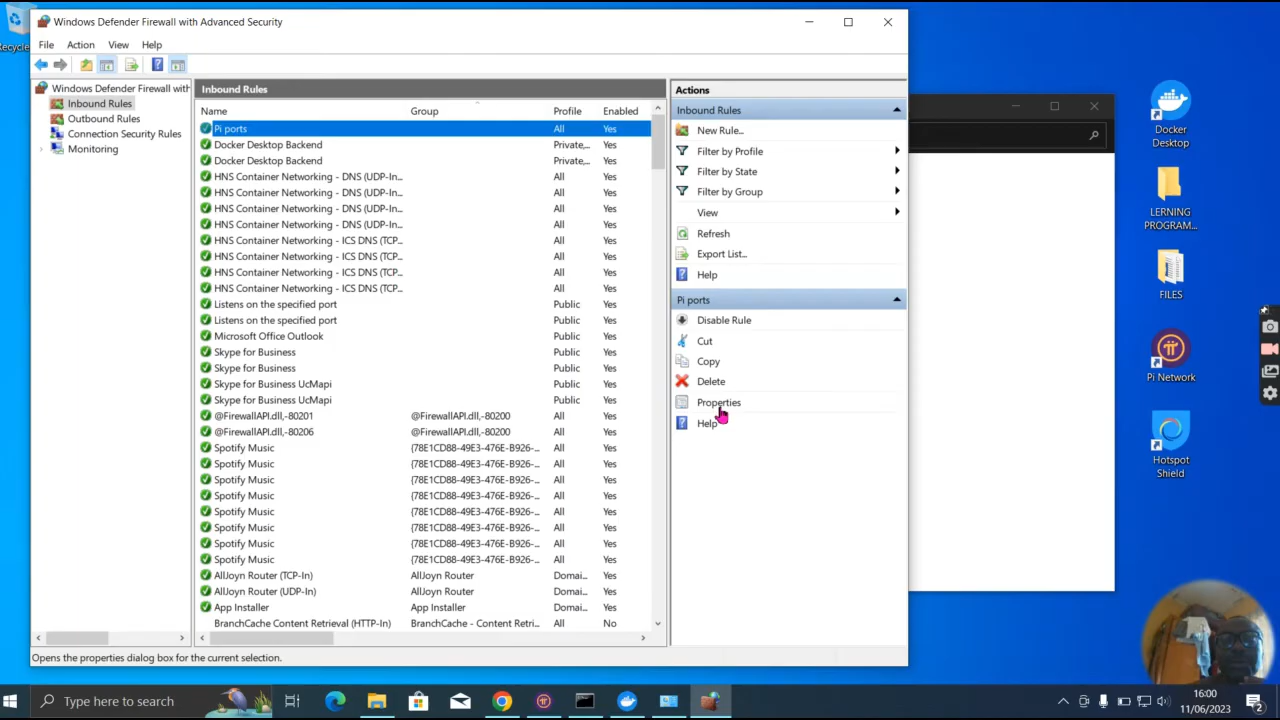 Recycle
Windows Defender Firewall with Advanced Security
File Action View Help
Windows Defender Firewall with
Inbound Rules
Outbound Rules
Connection Security Rules
Monitoring
Inbound Rules
Name Group Profile Enabled
Pi ports All Yes
Docker Desktop Backend Private,... Yes
Docker Desktop Backend Private,... Yes
HNS Container Networking - DNS (UDP-In... All Yes
HNS Container Networking - DNS (UDP-In... All Yes
HNS Container Networking - DNS (UDP-In... All Yes
HNS Container Networking - DNS (UDP-In... All Yes
HNS Container Networking - ICS DNS (TCP... All Yes
HNS Container Networking - ICS DNS (TCP... All Yes
HNS Container Networking - ICS DNS (TCP... All Yes
HNS Container Networking - ICS DNS (TCP... All Yes
Listens on the specified port Public Yes
Listens on the specified port Public Yes
Microsoft Office Outlook Public Yes
Skype for Business Public Yes
Skype for Business Public Yes
Skype for Business UcMapi Public Yes
Skype for Business UcMapi Public Yes
@FirewallAPI.dll,-80201 @FirewallAPI.dll,-80200 All Yes
@FirewallAPI.dll,-80206 @FirewallAPI.dll,-80200 All Yes
Spotify Music {78E1CD88-49E3-476E-B926-... All Yes
Spotify Music {78E1CD88-49E3-476E-B926-... All Yes
Spotify Music {78E1CD88-49E3-476E-B926-... All Yes
Spotify Music {78E1CD88-49E3-476E-B926-... All Yes
Spotify Music {78E1CD88-49E3-476E-B926-... All Yes
Spotify Music {78E1CD88-49E3-476E-B926-... All Yes
Spotify Music {78E1CD88-49E3-476E-B926-... All Yes
Spotify Music {78E1CD88-49E3-476E-B926-... All Yes
AllJoyn Router (TCP-In) AllJoyn Router Domai... Yes
AllJoyn Router (UDP-In) AllJoyn Router Domai... Yes
App Installer App Installer Domai... Yes
BranchCache Content Retrieval (HTTP-In) BranchCache - Content Retri... All No
Actions
Inbound Rules
New Rule...
Filter by Profile
Filter by State
Filter by Group
View
Refresh
Export List...
Help
Pi ports
Disable Rule
Cut
Copy
Delete
Properties
Help
Opens the properties dialog box for the current selection.
Docker
Desktop
LERNING
PROGRAM...
FILES
Pi Network
Hotspot
Shield
Type here to search
16:00
11/06/2023
2